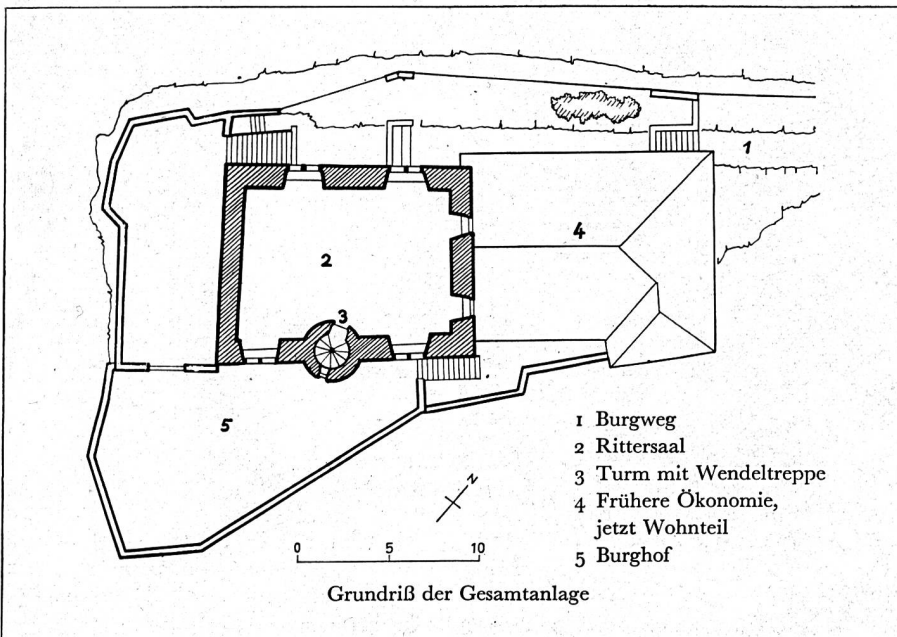 1
2
3
4
5
N
0 5 10
1 Burgweg
2 Rittersaal
3 Turm mit Wendeltreppe
4 Frühere Ökonomie,
jetzt Wohnteil
5 Burghof
Grundriß der Gesamtanlage